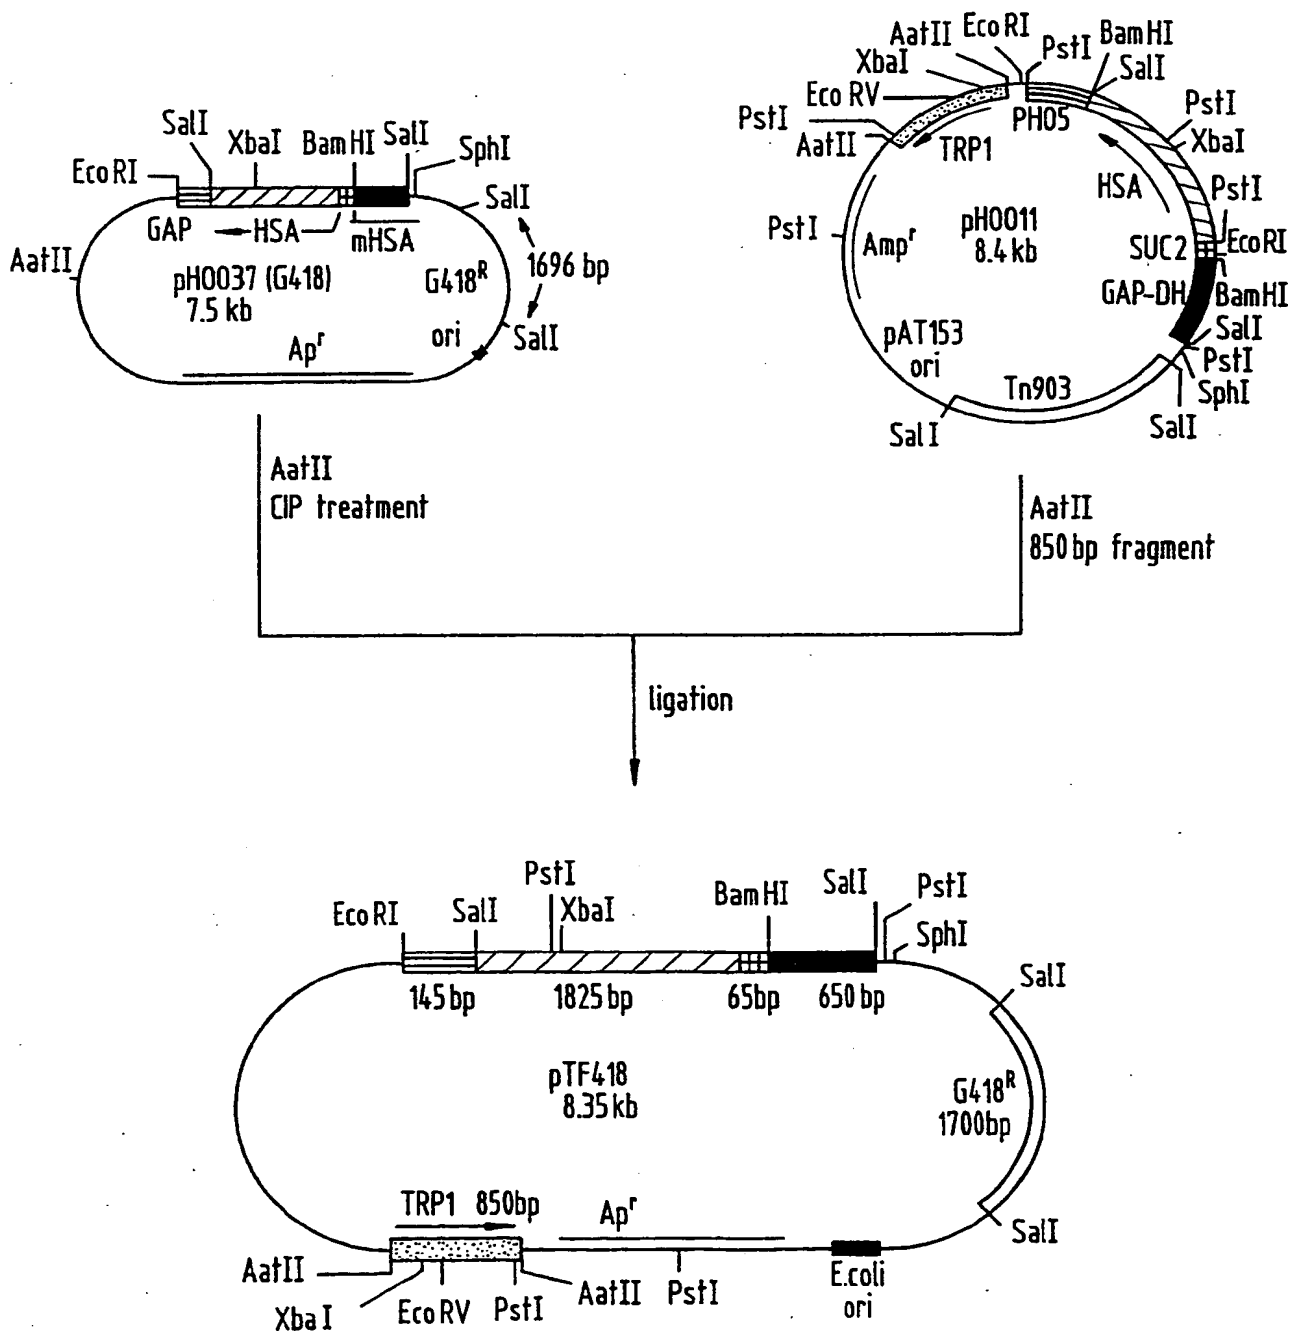 EcoRI
SalI
XbaI
BamHI
SalI
SphI
SalI
GAP
HSA
mHSA
AatII
pHO037 (G418)
7.5 kb
G418ᴿ
1696 bp
ori
SalI
Apʳ
AatII
CIP treatment
AatII
EcoRI
PstI
BamHI
SalI
XbaI
EcoRV
PstI
AatII
TRP1
PHO5
PstI
XbaI
HSA
PstI
PstI
Ampʳ
pHO011
8.4 kb
SUC2
EcoRI
GAP-DH
BamHI
pAT153
ori
SalI
PstI
SphI
Tn903
SalI
SalI
AatII
850 bp fragment
ligation
EcoRI
SalI
PstI
XbaI
BamHI
SalI
PstI
SphI
SalI
145 bp
1825 bp
65bp
650 bp
pTF418
8.35 kb
G418ᴿ
1700bp
TRP1 850bp
Apʳ
SalI
AatII
XbaI
EcoRV
PstI
AatII
PstI
E.coli
ori